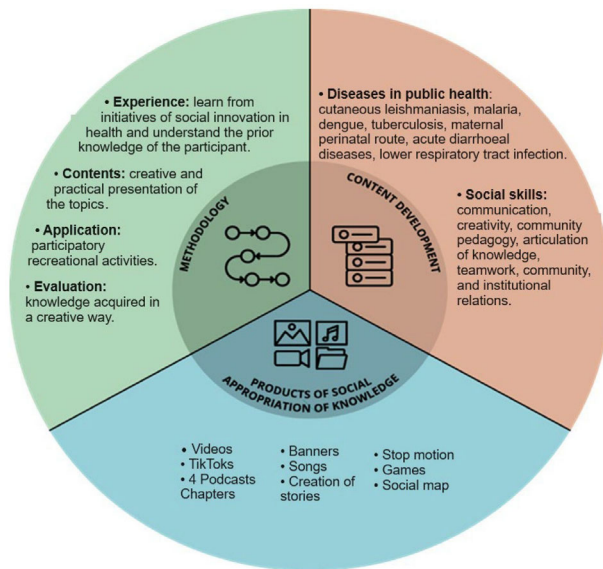 • Experience: learn from
initiatives of social innovation in
health and understand the prior
knowledge of the participant.
• Contents: creative and
practical presentation of
the topics.
• Application:
participatory
recreational activities.
• Evaluation:
knowledge acquired in
a creative way.
METHODOLOGY
• Diseases in public health:
cutaneous leishmaniasis, malaria,
dengue, tuberculosis, maternal
perinatal route, acute diarrhoeal
diseases, lower respiratory tract infection.
• Social skills:
communication,
creativity, community
pedagogy, articulation
of knowledge,
teamwork, community,
and institutional
relations.
CONTENT DEVELOPMENT
PRODUCTS OF SOCIAL
APPROPRIATION OF KNOWLEDGE
• Videos
• TikToks
• 4 Podcasts
Chapters
• Banners
• Songs
• Creation of
stories
• Stop motion
• Games
• Social map